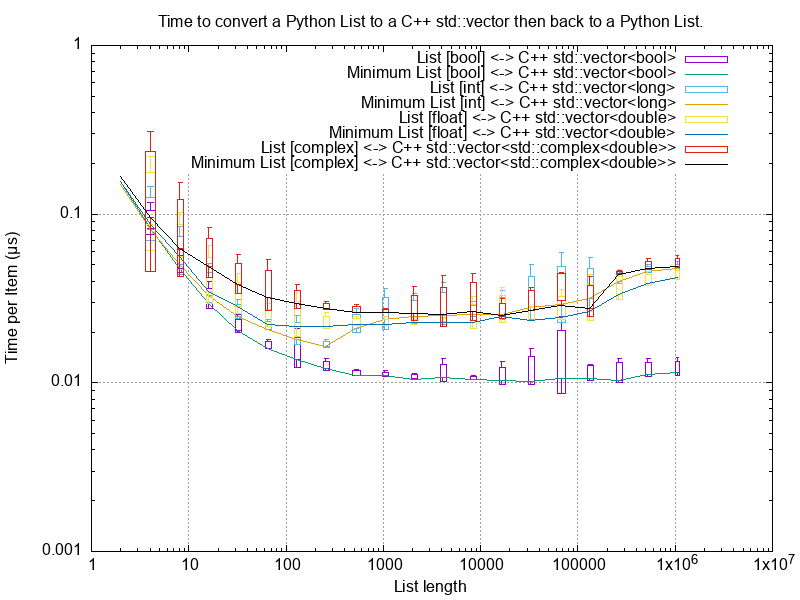 Time to convert a Python List to a C++ std::vector then back to a Python List.
List [bool] <-> C++ std::vector<bool>
Minimum List [bool] <-> C++ std::vector<bool>
List [int] <-> C++ std::vector<long>
Minimum List [int] <-> C++ std::vector<long>
List [float] <-> C++ std::vector<double>
Minimum List [float] <-> C++ std::vector<double>
List [complex] <-> C++ std::vector<std::complex<double>>
Minimum List [complex] <-> C++ std::vector<std::complex<double>>
Time per Item (µs)
1
0.1
0.01
0.001
1 10 100 1000 10000 100000 1x10⁶ 1x10⁷
List length